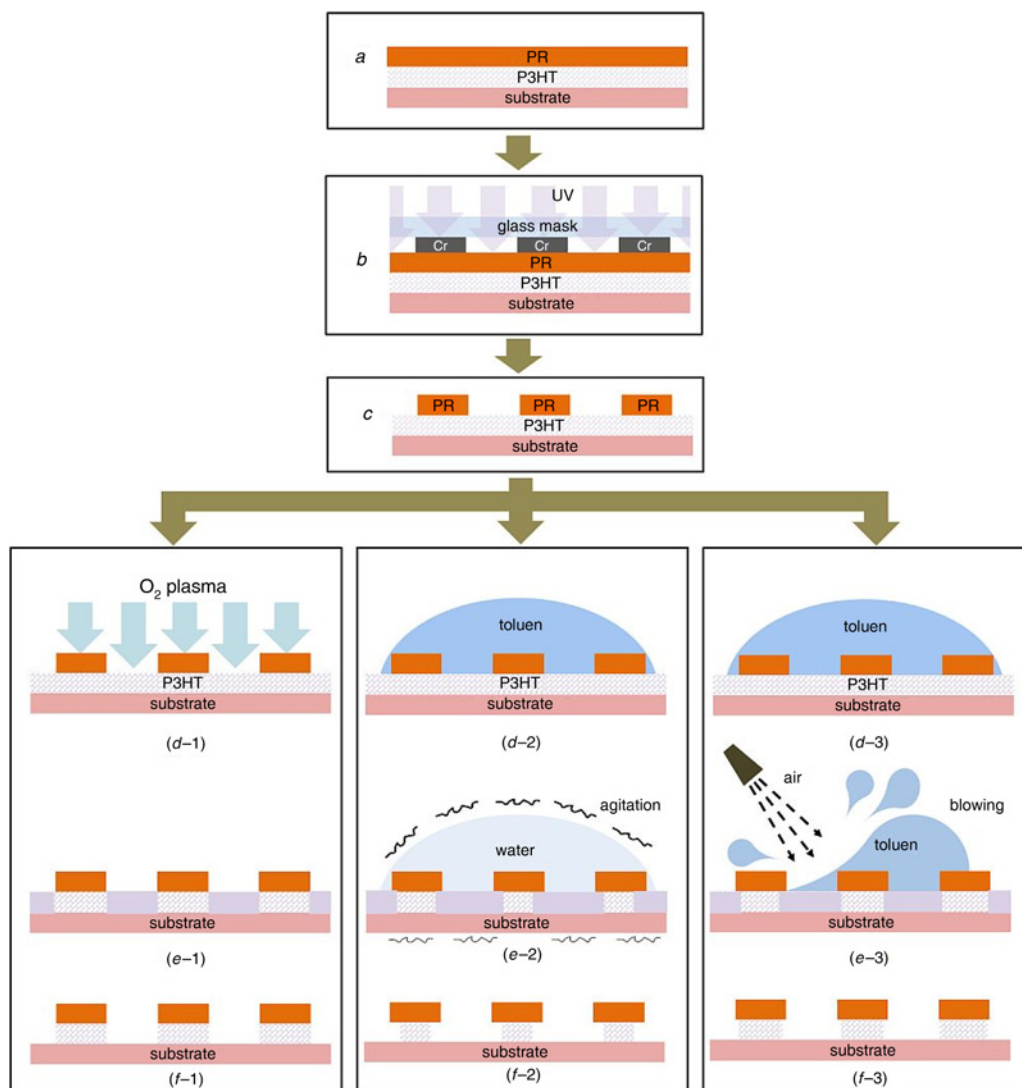 a
PR
P3HT
substrate
UV
glass mask
Cr Cr Cr
b
PR
P3HT
substrate
c
PR PR PR
P3HT
substrate
O₂ plasma
P3HT
substrate
(d–1)
substrate
(e–1)
substrate
(f–1)
toluen
P3HT
substrate
(d–2)
agitation
water
substrate
(e–2)
substrate
(f–2)
toluen
P3HT
substrate
(d–3)
air
blowing
toluen
substrate
(e–3)
substrate
(f–3)